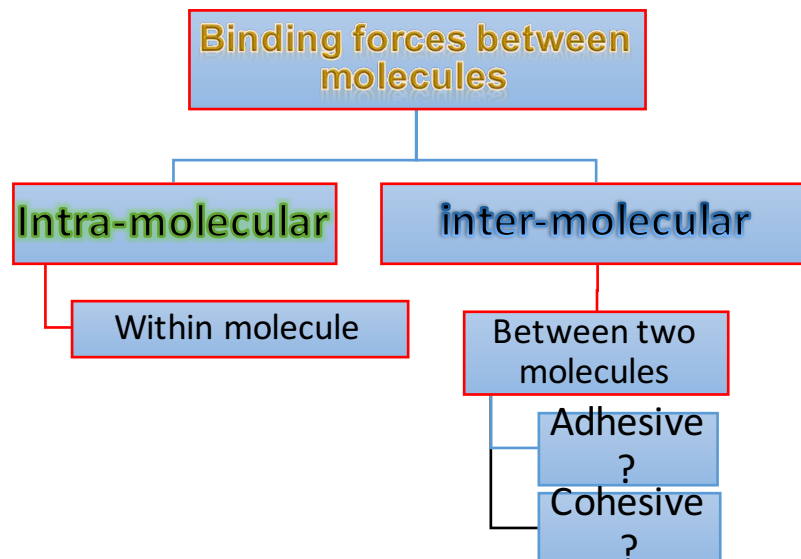 Binding forces between
molecules
Intra-molecular
inter-molecular
Within molecule
Between two
molecules
Adhesive
?
Cohesive
?